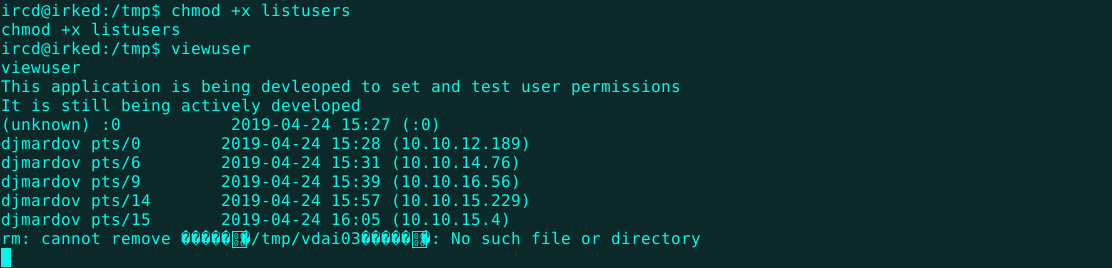 ircd@irked:/tmp$ chmod +x listusers
chmod +x listusers
ircd@irked:/tmp$ viewuser
viewuser
This application is being devleoped to set and test user permissions
It is still being actively developed
(unknown) :0           2019-04-24 15:27 (:0)
djmardov pts/0        2019-04-24 15:28 (10.10.12.189)
djmardov pts/6        2019-04-24 15:31 (10.10.14.76)
djmardov pts/9        2019-04-24 15:39 (10.10.16.56)
djmardov pts/14       2019-04-24 15:57 (10.10.15.229)
djmardov pts/15       2019-04-24 16:05 (10.10.15.4)
rm: cannot remove /tmp/vdai03: No such file or directory